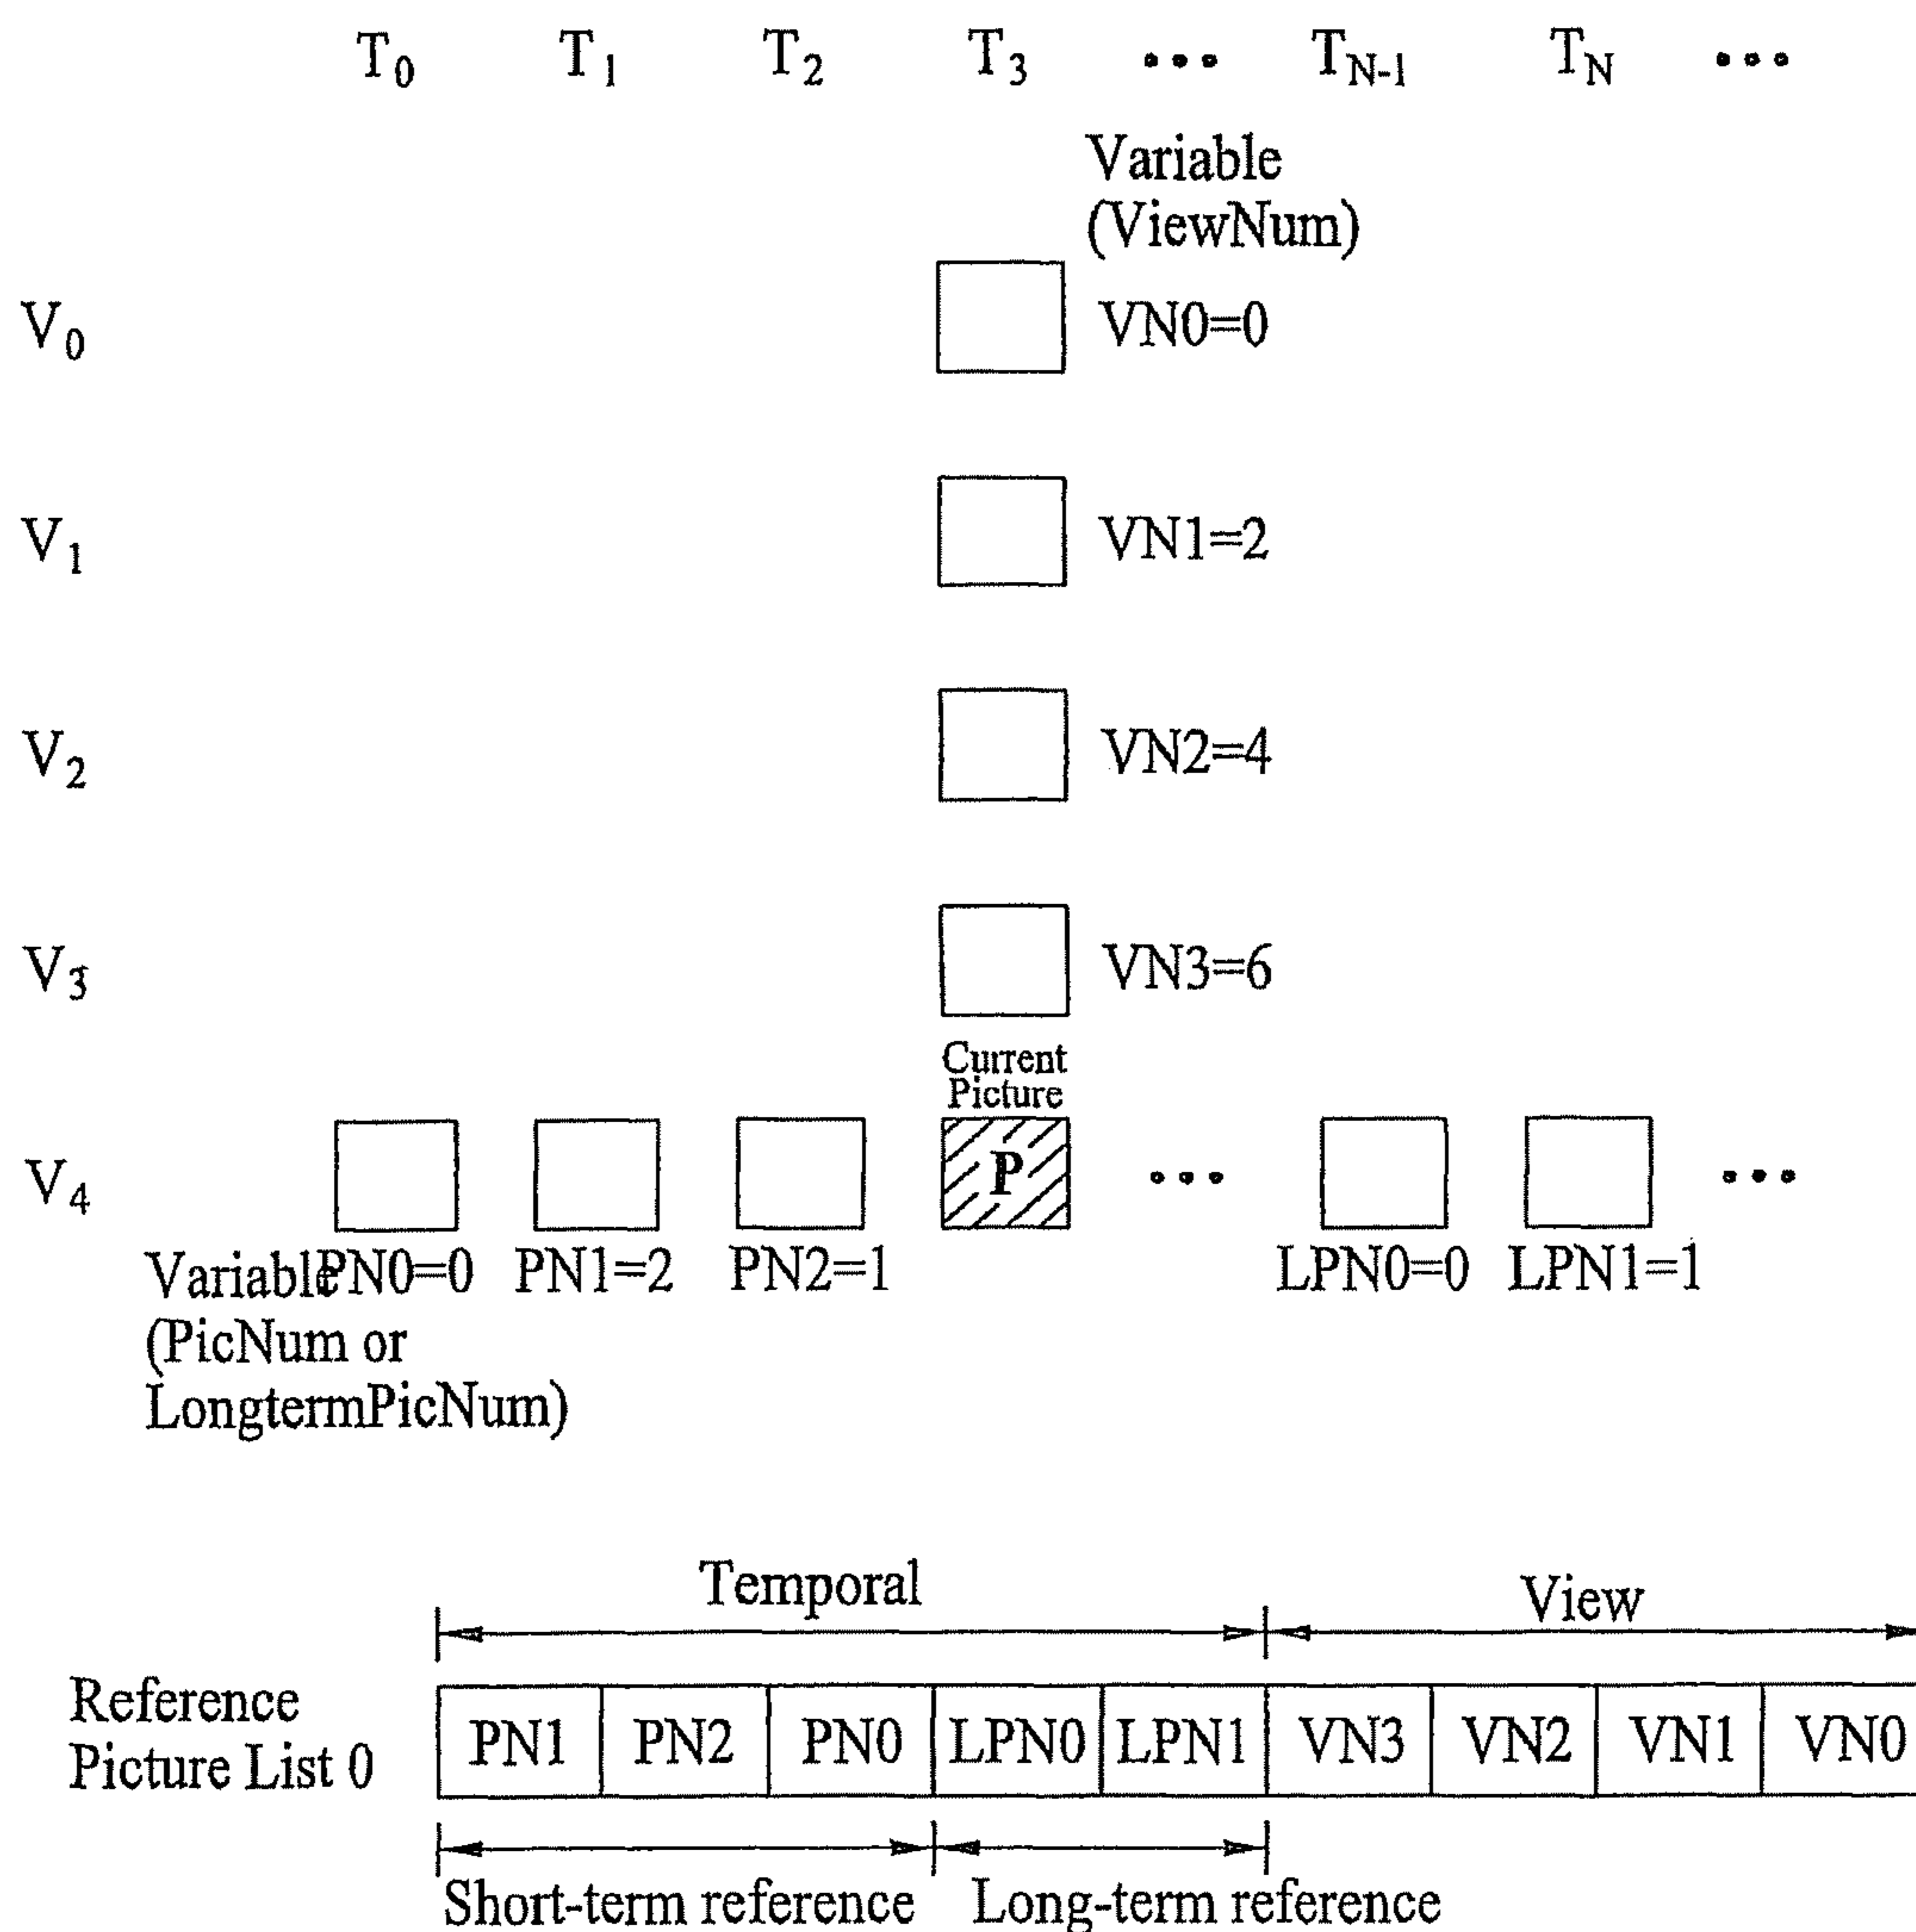 T0 T1 T2 T3 ... TN-1 TN ...
Variable
(ViewNum)
V0 VN0=0
V1 VN1=2
V2 VN2=4
V3 VN3=6
Current
Picture
V4 P ... ...
Variable PN0=0 PN1=2 PN2=1 LPN0=0 LPN1=1
(PicNum or
LongtermPicNum)
Temporal View
Reference
Picture List 0
PN1 PN2 PN0 LPN0 LPN1 VN3 VN2 VN1 VN0
Short-term reference Long-term reference